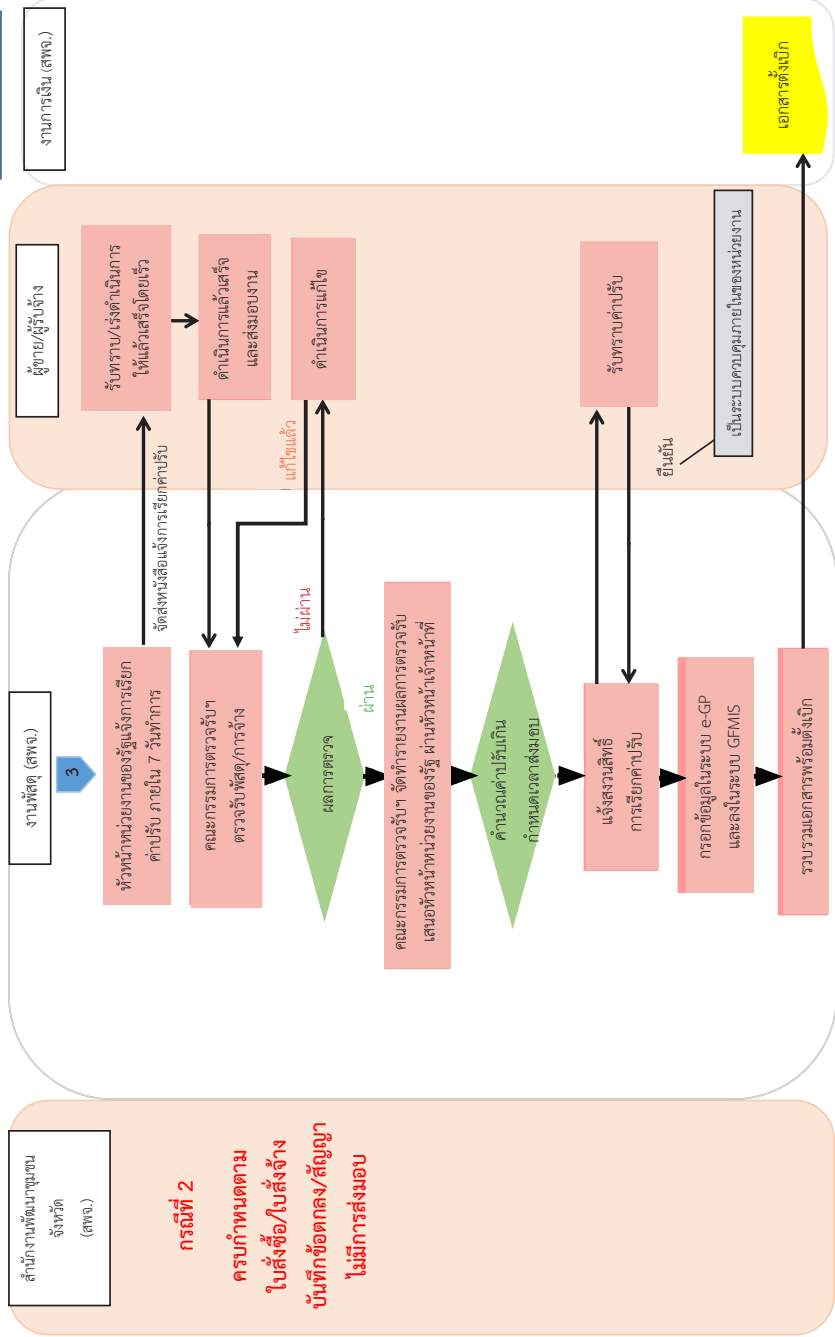 สำนักงานพัฒนาชุมชน
จังหวัด
(สพจ.)
งานพัสดุ (สพจ.)
ผู้ขาย/ผู้รับจ้าง
งานการเงิน (สพจ.)
กรณีที่ 2
ครบกำหนดตาม
ใบสั่งซื้อ/ใบสั่งจ้าง
บันทึกข้อตกลง/สัญญา
ไม่มีการส่งมอบ
3
หัวหน้าหน่วยงานของรัฐแจ้งการเรียก
ค่าปรับ ภายใน 7 วันทำการ
จัดส่งหนังสือแจ้งการเรียกค่าปรับ
รับทราบ/เร่งดำเนินการ
ให้แล้วเสร็จโดยเร็ว
ดำเนินการแล้วเสร็จ
และส่งมอบงาน
คณะกรรมการตรวจรับฯ
ตรวจรับพัสดุ/การจ้าง
แก้ไขแล้ว
ดำเนินการแก้ไข
ไม่ผ่าน
ผลการตรวจ
ผ่าน
คณะกรรมการตรวจรับฯ จัดทำรายงานผลการตรวจรับ
เสนอหัวหน้าหน่วยงานของรัฐ ผ่านหัวหน้าเจ้าหน้าที่
คำนวณค่าปรับเกิน
กำหนดเวลาส่งมอบ
แจ้งสงวนสิทธิ์
การเรียกค่าปรับ
รับทราบค่าปรับ
ยืนยัน
กรอกข้อมูลในระบบ e-GP
และลงในระบบ GFMIS
เป็นระบบควบคุมภายในของหน่วยงาน
รวบรวมเอกสารพร้อมตั้งเบิก
เอกสารตั้งเบิก